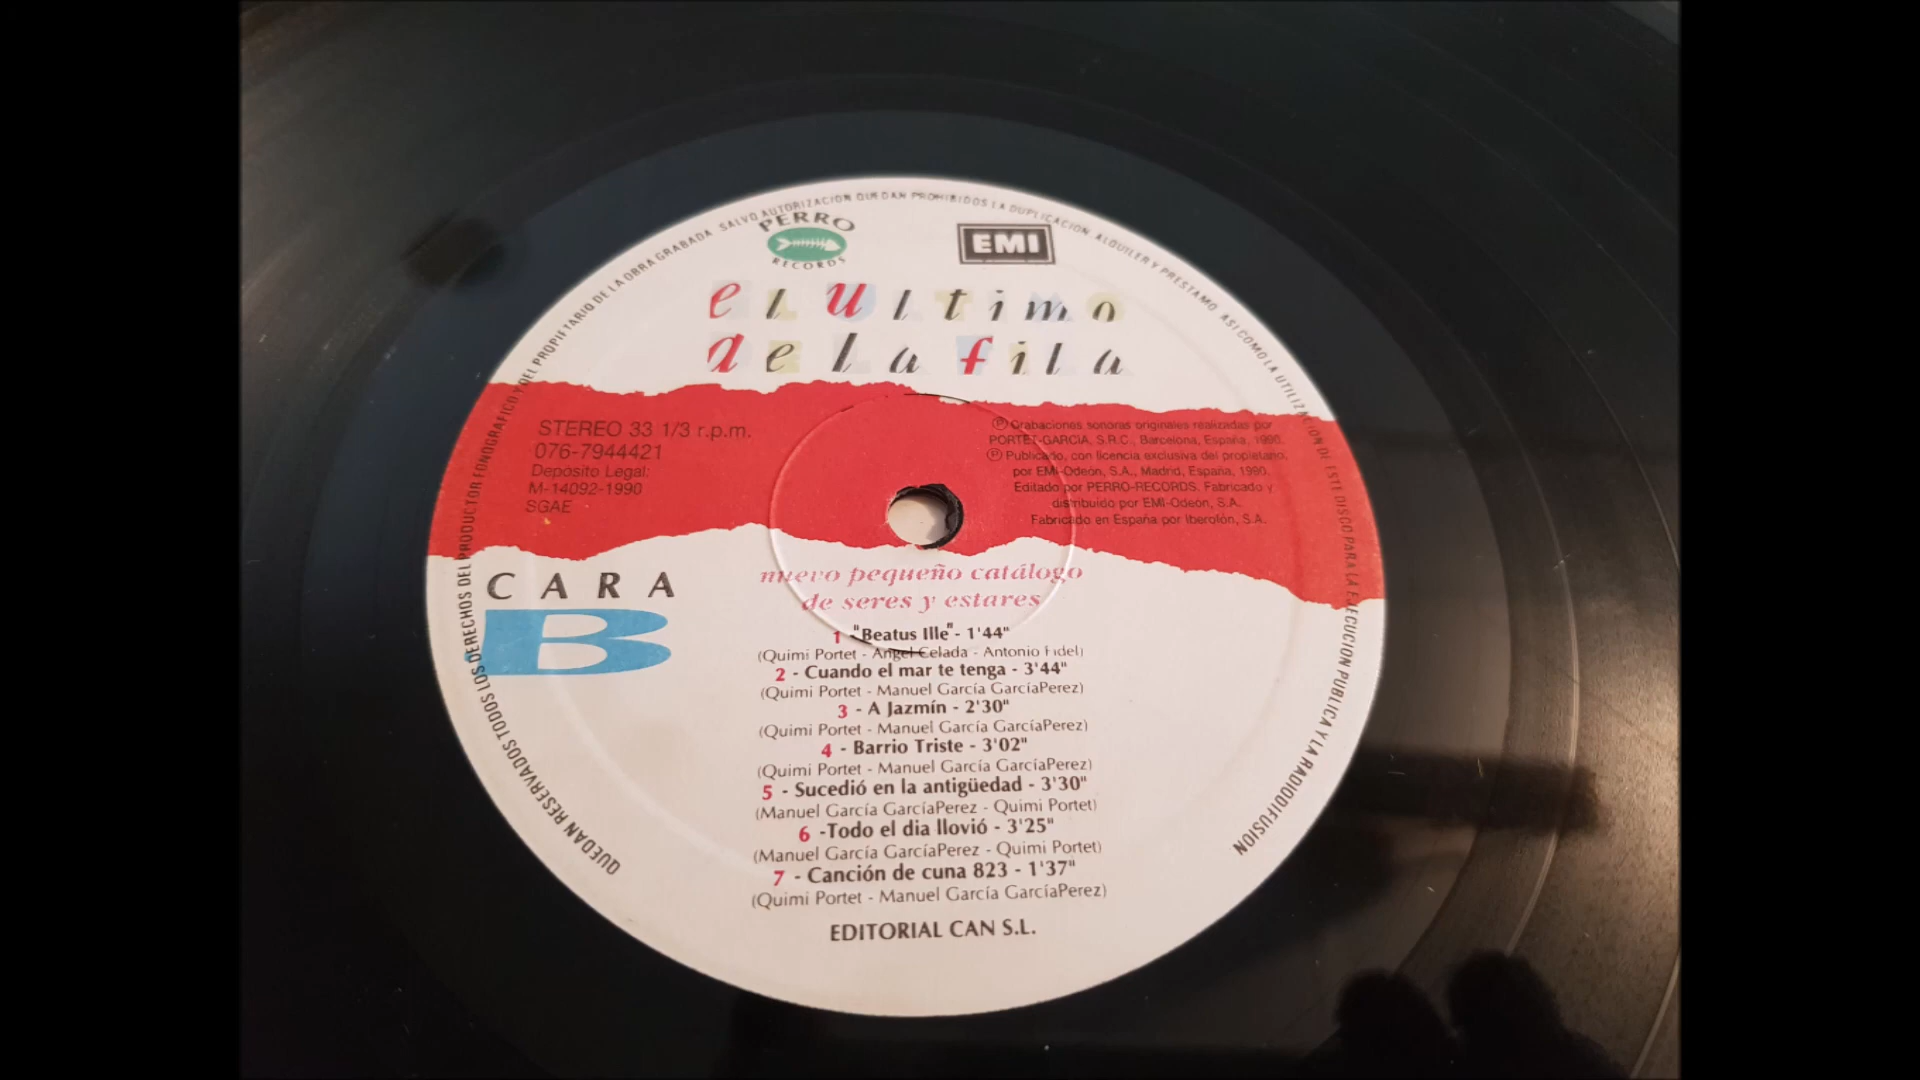 QUEDAN RESERVADOS TODOS LOS DERECHOS DEL PRODUCTOR FONOGRAFICO Y DEL PROPIETARIO DE LA OBRA GRABADA. SALVO AUTORIZACION QUEDAN PROHIBIDOS LA DUPLICACION, ALQUILER Y PRESTAMO, ASI COMO LA UTILIZACION DE ESTE DISCO PARA LA EJECUCION PUBLICA Y LA RADIODIFUSION
PERRO
RECORDS
EMI
el Ultimo
de la fila
STEREO 33 1/3 r.p.m.
076-7944421
Depósito Legal:
M-14092-1990
SGAE
Ⓟ Grabaciones sonoras originales realizadas por
PORTET-GARCIA, S.R.C., Barcelona, España, 1990.
Ⓟ Publicado, con licencia exclusiva del propietario,
por EMI-Odeón, S.A., Madrid, España, 1990.
Editado por PERRO-RECORDS. Fabricado y
distribuido por EMI-Odeon, S.A.
Fabricado en España por Iberofón, S.A.
CARA
B
nuevo pequeño catálogo
de seres y estares
1 - "Beatus Ille" - 1'44"
(Quimi Portet - Angel Celada - Antonio Fidel)
2 - Cuando el mar te tenga - 3'44"
(Quimi Portet - Manuel García GarcíaPerez)
3 - A Jazmín - 2'30"
(Quimi Portet - Manuel García GarcíaPerez)
4 - Barrio Triste - 3'02"
(Quimi Portet - Manuel García GarcíaPerez)
5 - Sucedió en la antigüedad - 3'30"
(Manuel García GarcíaPerez - Quimi Portet)
6 -Todo el dia llovió - 3'25"
(Manuel García GarcíaPerez - Quimi Portet)
7 - Canción de cuna 823 - 1'37"
(Quimi Portet - Manuel García GarcíaPerez)
EDITORIAL CAN S.L.